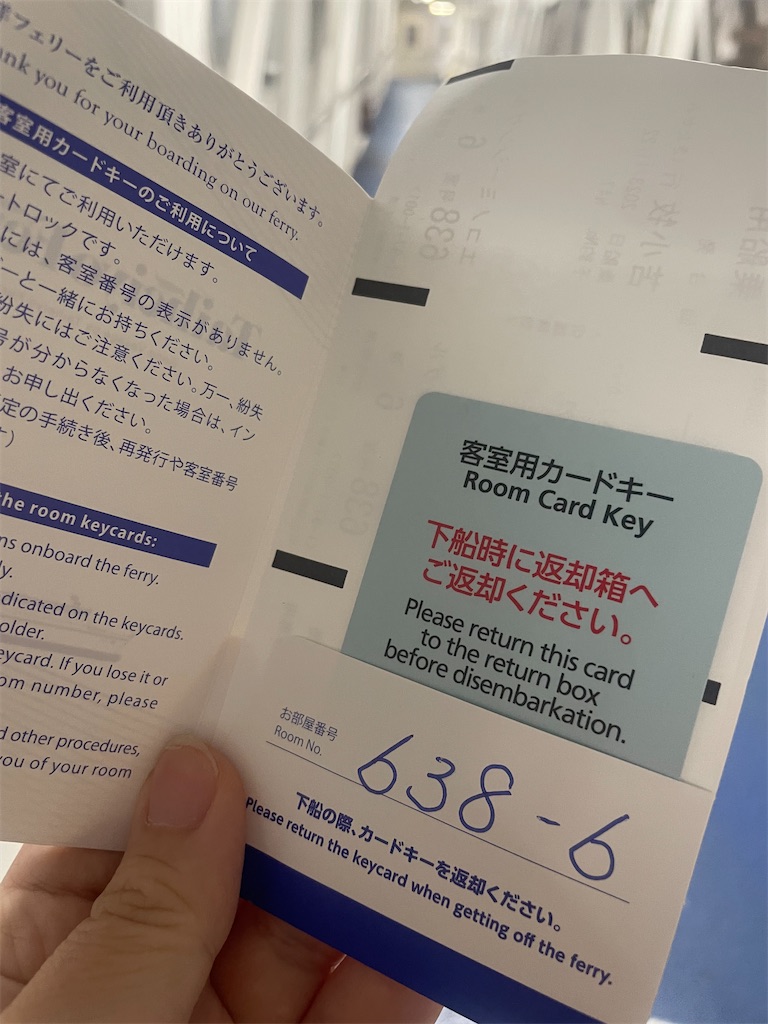 フェリーをご利用頂きありがとうございます。
you for your boarding on our ferry.
客室用カードキーのご利用について
室にてご利用いただけます。
トロックです。
には、客室番号の表示がありません。
ーと一緒にお持ちください。
紛失にはご注意ください。万一、紛失
号が分からなくなった場合は、イン
お申し出ください。
定の手続き後、再発行や客室番号
the room keycards:
onboard the ferry.
on the keycards.
If you lose it or
number, please
other procedures,
of your room
客室用カードキー
Room Card Key
下船時に返却箱へ
ご返却ください。
Please return this card
to the return box
before disembarkation.
お部屋番号
Room No.
638-6
下船の際、カードキーを返却ください。
Please return the keycard when getting off the ferry.